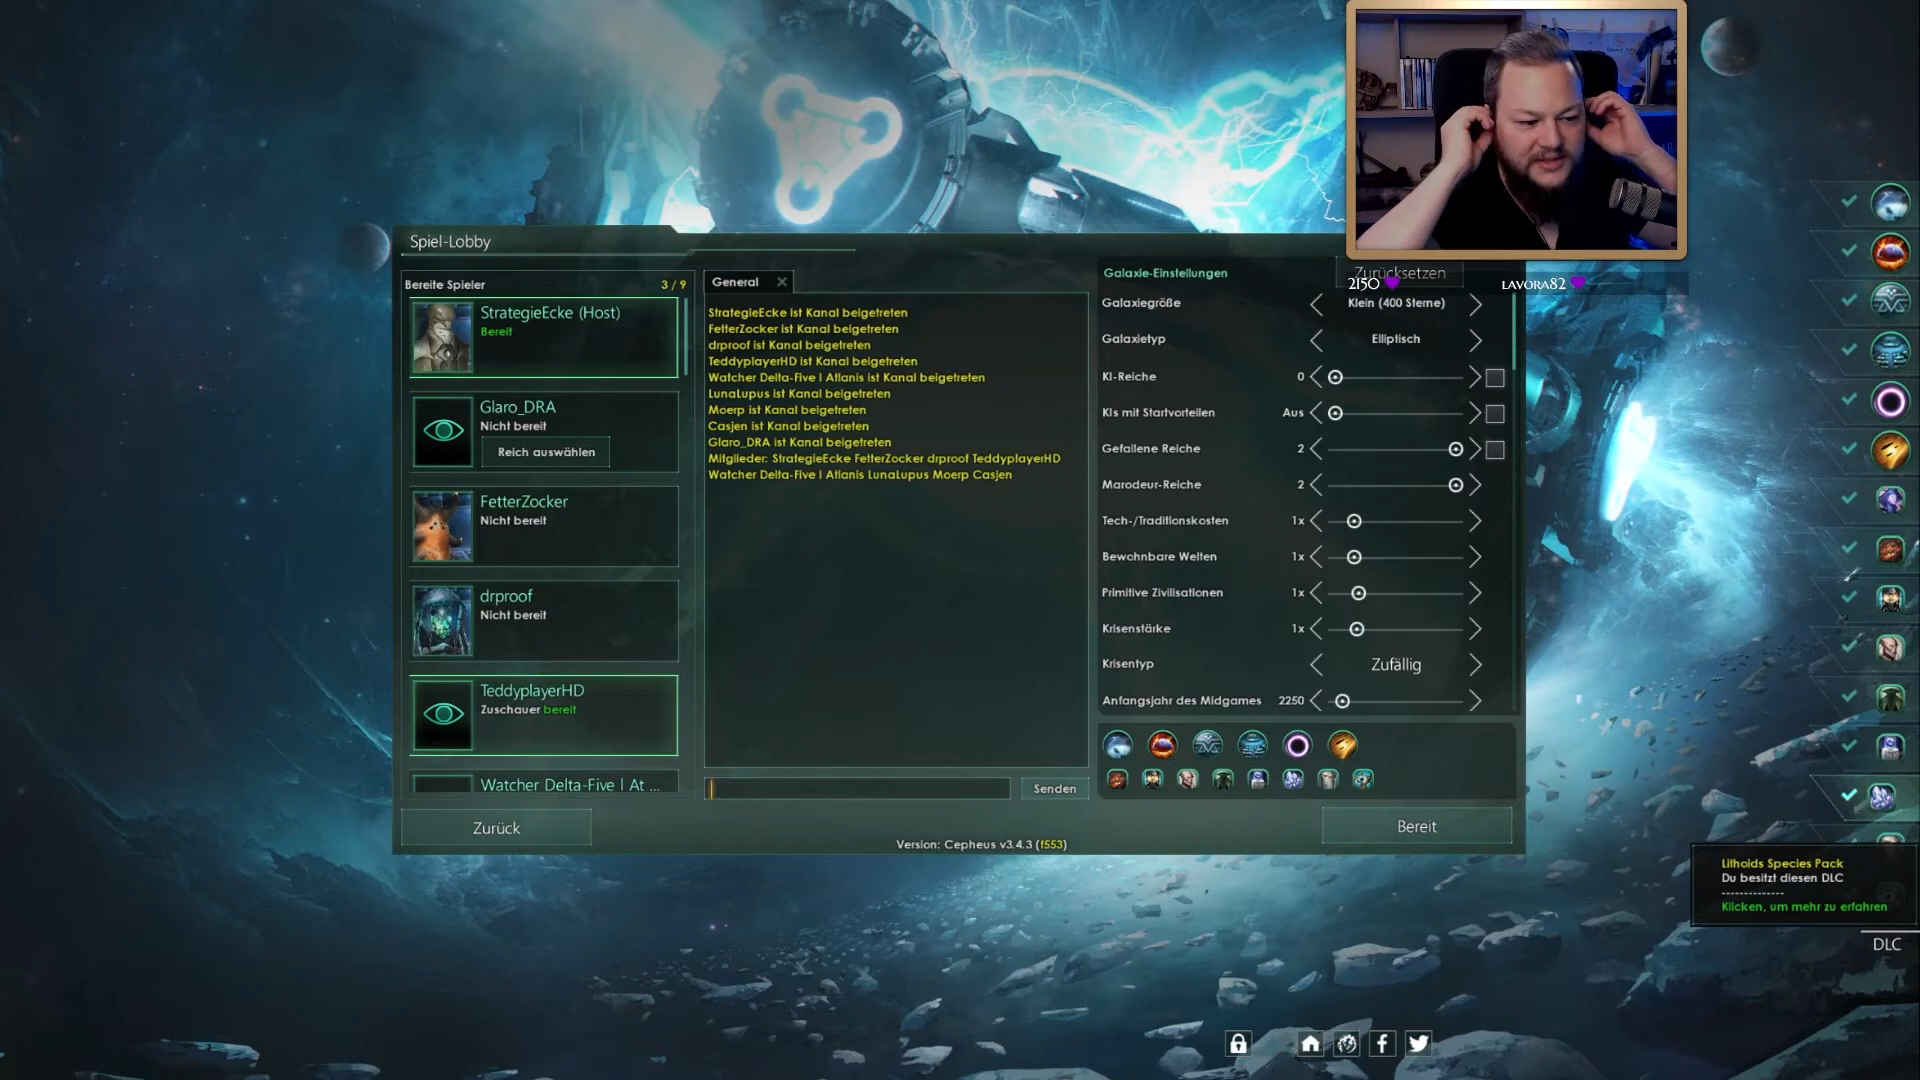 Spiel-Lobby
Bereite Spieler
3 / 9
StrategieEcke (Host)
Bereit
Glaro_DRA
Nicht bereit
Reich auswählen
FetterZocker
Nicht bereit
drproof
Nicht bereit
TeddyplayerHD
Zuschauer bereit
Watcher Delta-Five | At ...
Zurück
General
StrategieEcke ist Kanal beigetreten
FetterZocker ist Kanal beigetreten
drproof ist Kanal beigetreten
TeddyplayerHD ist Kanal beigetreten
Watcher Delta-Five | Atlanis ist Kanal beigetreten
LunaLupus ist Kanal beigetreten
Moerp ist Kanal beigetreten
Casjen ist Kanal beigetreten
Glaro_DRA ist Kanal beigetreten
Mitglieder: StrategieEcke FetterZocker drproof TeddyplayerHD
Watcher Delta-Five | Atlanis LunaLupus Moerp Casjen
Senden
Version: Cepheus v3.4.3 (f553)
Galaxie-Einstellungen
Zurücksetzen
2150
LAVORA82
Galaxiegröße
Klein (400 Sterne)
Galaxietyp
Elliptisch
KI-Reiche
0
KIs mit Startvorteilen
Aus
Gefallene Reiche
2
Marodeur-Reiche
2
Tech-/Traditionskosten
1x
Bewohnbare Welten
1x
Primitive Zivilisationen
1x
Krisenstärke
1x
Krisentyp
Zufällig
Anfangsjahr des Midgames
2250
Bereit
Lithoids Species Pack
Du besitzt diesen DLC
--------------
Klicken, um mehr zu erfahren
DLC